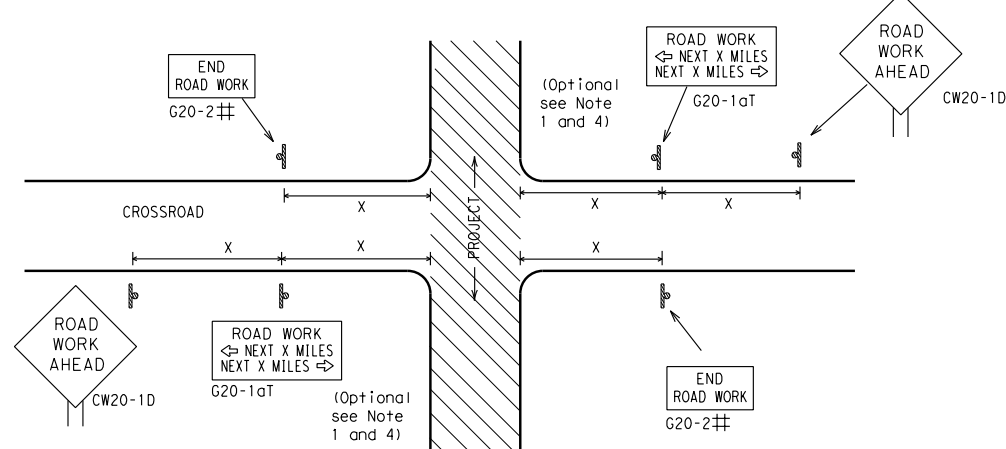 ROAD
WORK
AHEAD
CW20-1D
ROAD WORK
⇦ NEXT X MILES
NEXT X MILES ⇨
G20-1aT
(Optional
see Note
1 and 4)
END
ROAD WORK
G20-2#
X
X
X
CROSSROAD
PROJECT
X
X
X
ROAD
WORK
AHEAD
CW20-1D
ROAD WORK
⇦ NEXT X MILES
NEXT X MILES ⇨
G20-1aT
(Optional
see Note
1 and 4)
END
ROAD WORK
G20-2#